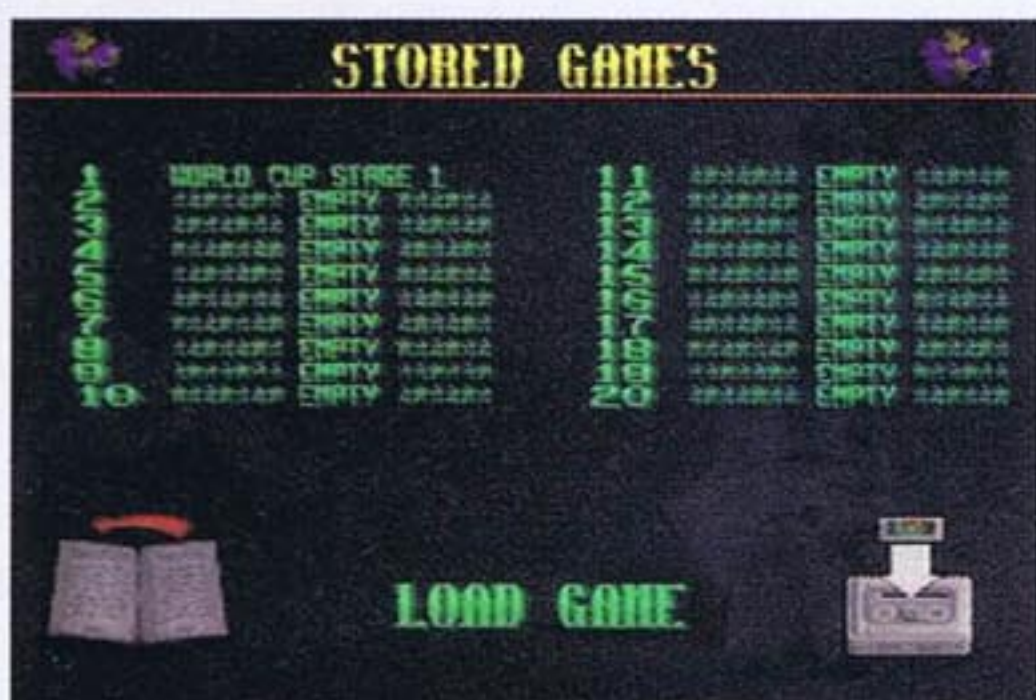 STORED GAMES
1 WORLD CUP STAGE 1
2 EMPTY
3 EMPTY
4 EMPTY
5 EMPTY
6 EMPTY
7 EMPTY
8 EMPTY
9 EMPTY
10 EMPTY
11 EMPTY
12 EMPTY
13 EMPTY
14 EMPTY
15 EMPTY
16 EMPTY
17 EMPTY
18 EMPTY
19 EMPTY
20 EMPTY
LOAD GAME